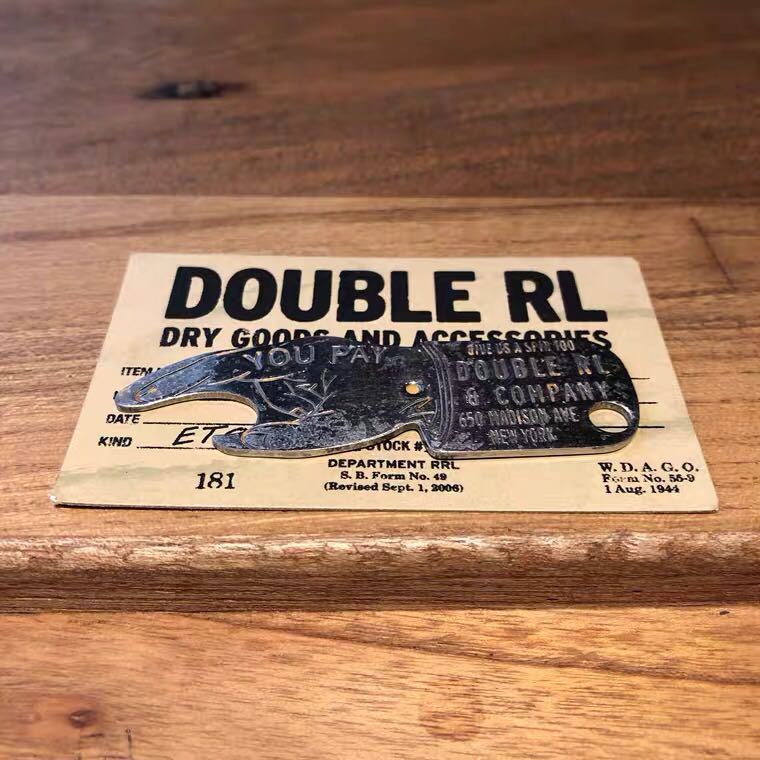 DOUBLE RL
DRY GOODS AND ACCESSORIES
YOU PAY
GIVE US A SPIN TOO
DOUBLE RL
& COMPANY
650 MADISON AVE
NEW YORK
ITEM
DATE
KIND
STOCK #
181
DEPARTMENT RRL
S. B. Form No. 49
(Revised Sept. 1, 2006)
W. D. A. G. O.
Form No. 55-9
1 Aug. 1944